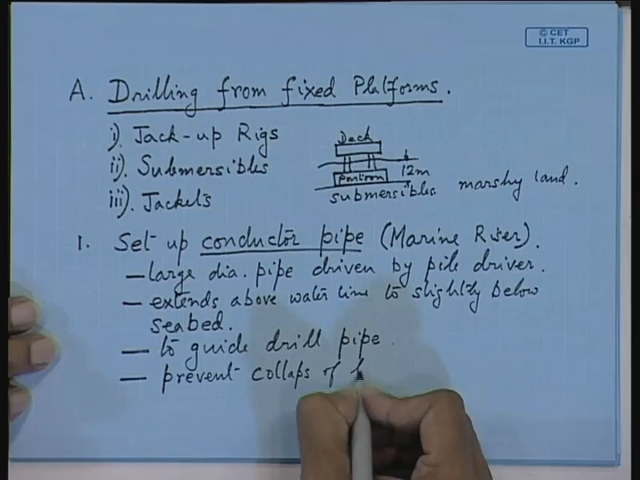 © CET
I.I.T. KGP
A. Drilling from fixed Platforms.
i) Jack-up Rigs
ii) Submersibles
iii) Jackets
Deck
12m
Pontoon
submersibles
marshy land.
1. Set up conductor pipe (Marine Riser).
— large dia. pipe driven by pile driver.
— extends above water line to slightly below
seabed.
— to guide drill pipe.
— prevent collaps of